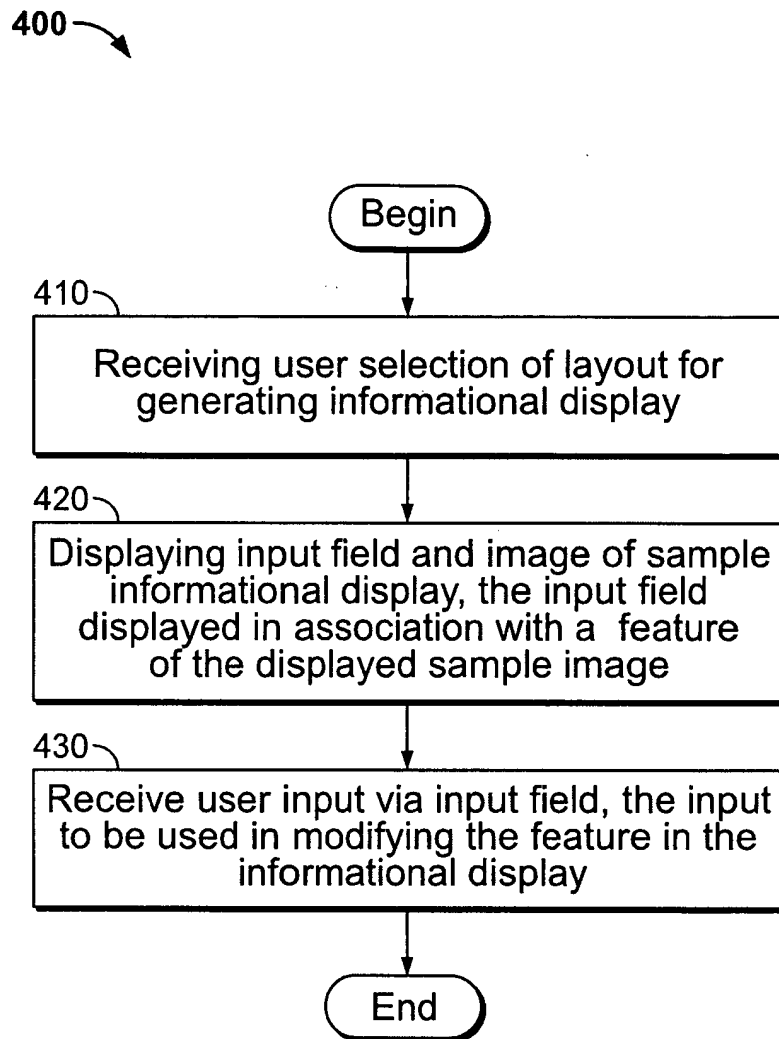 400
Begin
410
Receiving user selection of layout for
generating informational display
420
Displaying input field and image of sample
informational display, the input field
displayed in association with a feature
of the displayed sample image
430
Receive user input via input field, the input
to be used in modifying the feature in the
informational display
End